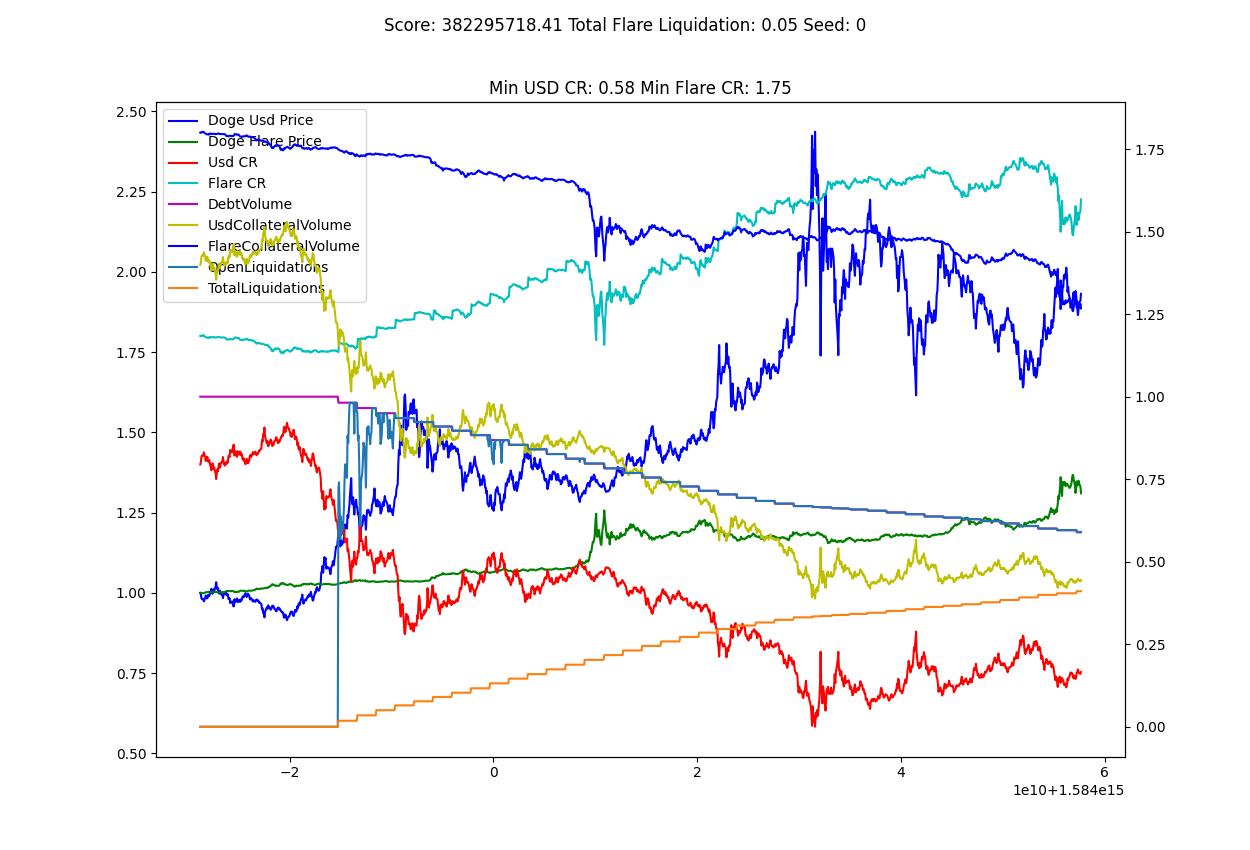 Score: 382295718.41 Total Flare Liquidation: 0.05 Seed: 0
Min USD CR: 0.58 Min Flare CR: 1.75
2.50
2.25
2.00
1.75
1.50
1.25
1.00
0.75
0.50
Doge Usd Price
Doge Flare Price
Usd CR
Flare CR
DebtVolume
UsdCollateralVolume
FlareCollateralVolume
OpenLiquidations
TotalLiquidations
1.75
1.50
1.25
1.00
0.75
0.50
0.25
0.00
−2
0
2
4
6
1e10+1.584e15